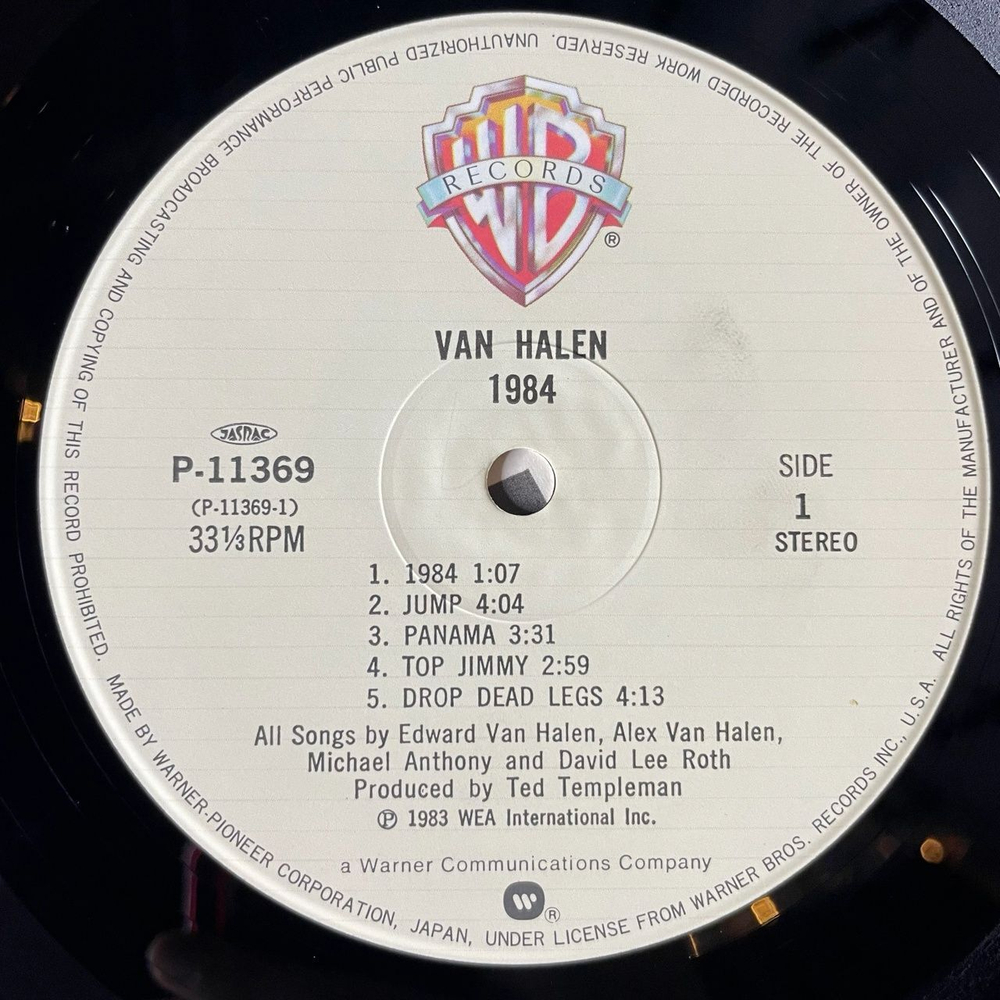 WB
RECORDS
®
VAN HALEN
1984
JASRAC
P-11369
(P-11369-1)
33⅓RPM
SIDE
1
STEREO
1. 1984 1:07
2. JUMP 4:04
3. PANAMA 3:31
4. TOP JIMMY 2:59
5. DROP DEAD LEGS 4:13
All Songs by Edward Van Halen, Alex Van Halen,
Michael Anthony and David Lee Roth
Produced by Ted Templeman
℗ 1983 WEA International Inc.
a Warner Communications Company
®
MADE BY WARNER-PIONEER CORPORATION, JAPAN, UNDER LICENSE FROM WARNER BROS. RECORDS INC., U.S.A. ALL RIGHTS OF THE MANUFACTURER AND OF THE OWNER OF THE RECORDED WORK RESERVED. UNAUTHORIZED PUBLIC PERFORMANCE BROADCASTING AND COPYING OF THIS RECORD PROHIBITED.